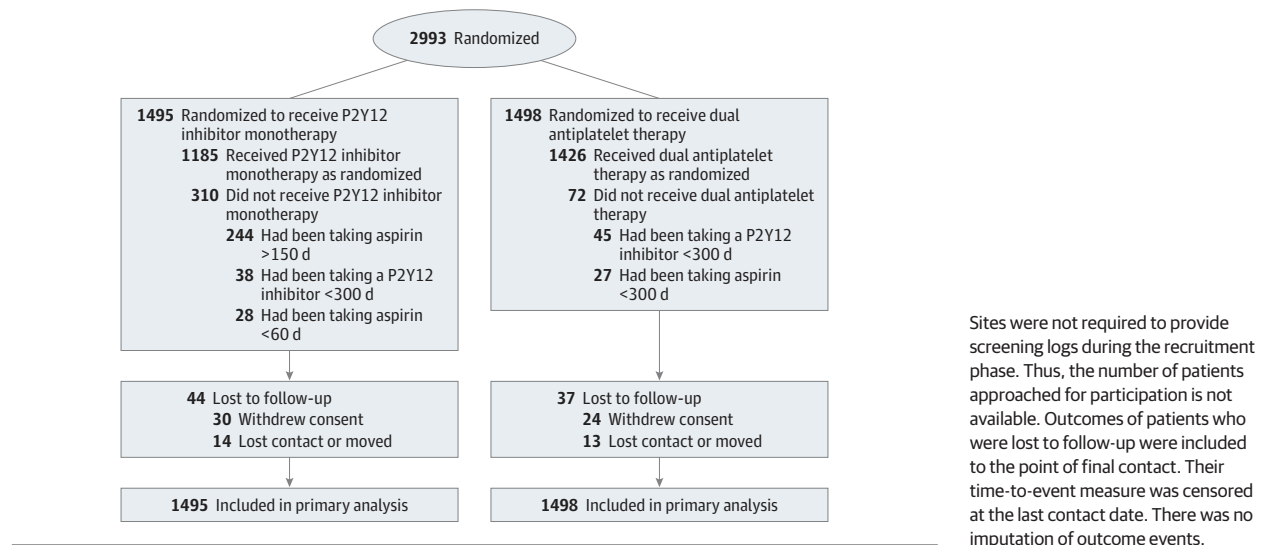 2993 Randomized
1495 Randomized to receive P2Y12
inhibitor monotherapy
1185 Received P2Y12 inhibitor
monotherapy as randomized
310 Did not receive P2Y12 inhibitor
monotherapy
244 Had been taking aspirin
>150 d
38 Had been taking a P2Y12
inhibitor <300 d
28 Had been taking aspirin
<60 d
1498 Randomized to receive dual
antiplatelet therapy
1426 Received dual antiplatelet
therapy as randomized
72 Did not receive dual antiplatelet
therapy
45 Had been taking a P2Y12
inhibitor <300 d
27 Had been taking aspirin
<300 d
44 Lost to follow-up
30 Withdrew consent
14 Lost contact or moved
37 Lost to follow-up
24 Withdrew consent
13 Lost contact or moved
1495 Included in primary analysis
1498 Included in primary analysis
Sites were not required to provide
screening logs during the recruitment
phase. Thus, the number of patients
approached for participation is not
available. Outcomes of patients who
were lost to follow-up were included
to the point of final contact. Their
time-to-event measure was censored
at the last contact date. There was no
imputation of outcome events.